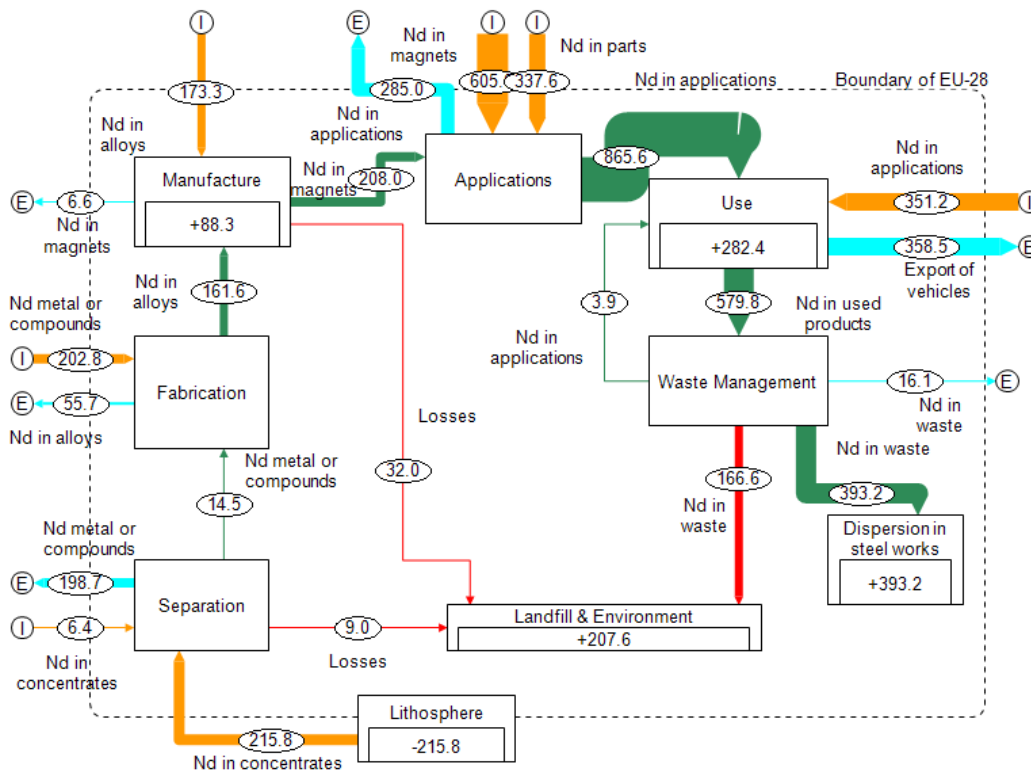 E
I
I
I
Nd in
magnets
Nd in parts
173.3
285.0
605.
337.6
Nd in applications
Boundary of EU-28
Nd in
alloys
Nd in
applications
865.6
Nd in
applications
Manufacture
Nd in
magnets
208.0
Applications
E
6.6
+88.3
Use
351.2
I
Nd in
magnets
+282.4
358.5
E
Nd in
alloys
161.6
Export of
vehicles
Nd metal or
compounds
3.9
579.8
Nd in used
products
I
202.8
Nd in
applications
Fabrication
Waste Management
16.1
E
E
55.7
Nd in
waste
Nd in alloys
Losses
Nd in waste
Nd metal or
compounds
32.0
166.6
393.2
14.5
Nd in
waste
Nd metal or
compounds
Dispersion in
steel works
E
198.7
+393.2
Separation
I
6.4
9.0
Landfill & Environment
+207.6
Nd in
concentrates
Losses
Lithosphere
215.8
-215.8
Nd in concentrates